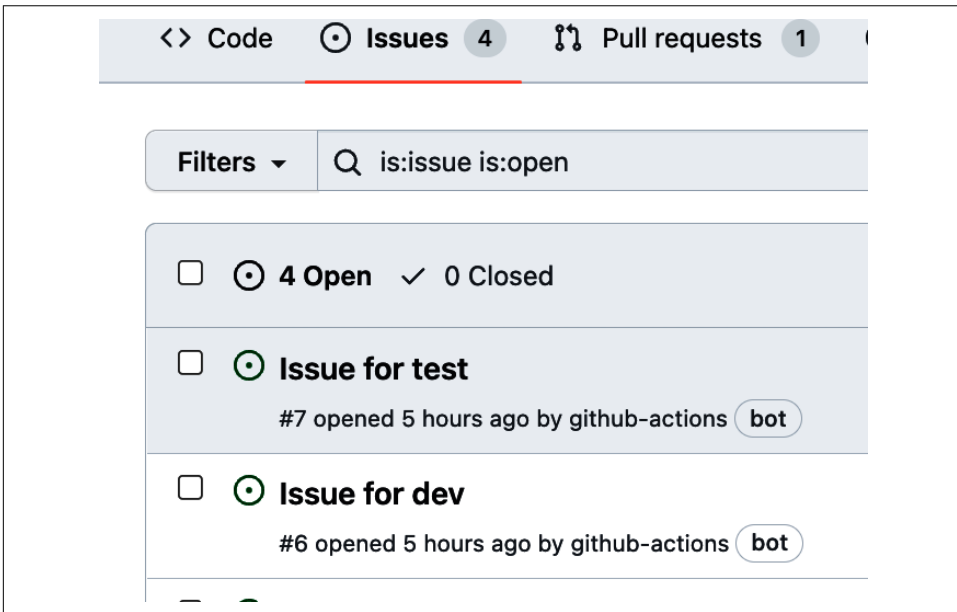 <> Code Issues 4 Pull requests 1
Filters is:issue is:open
4 Open 0 Closed
Issue for test
#7 opened 5 hours ago by github-actions bot
Issue for dev
#6 opened 5 hours ago by github-actions bot